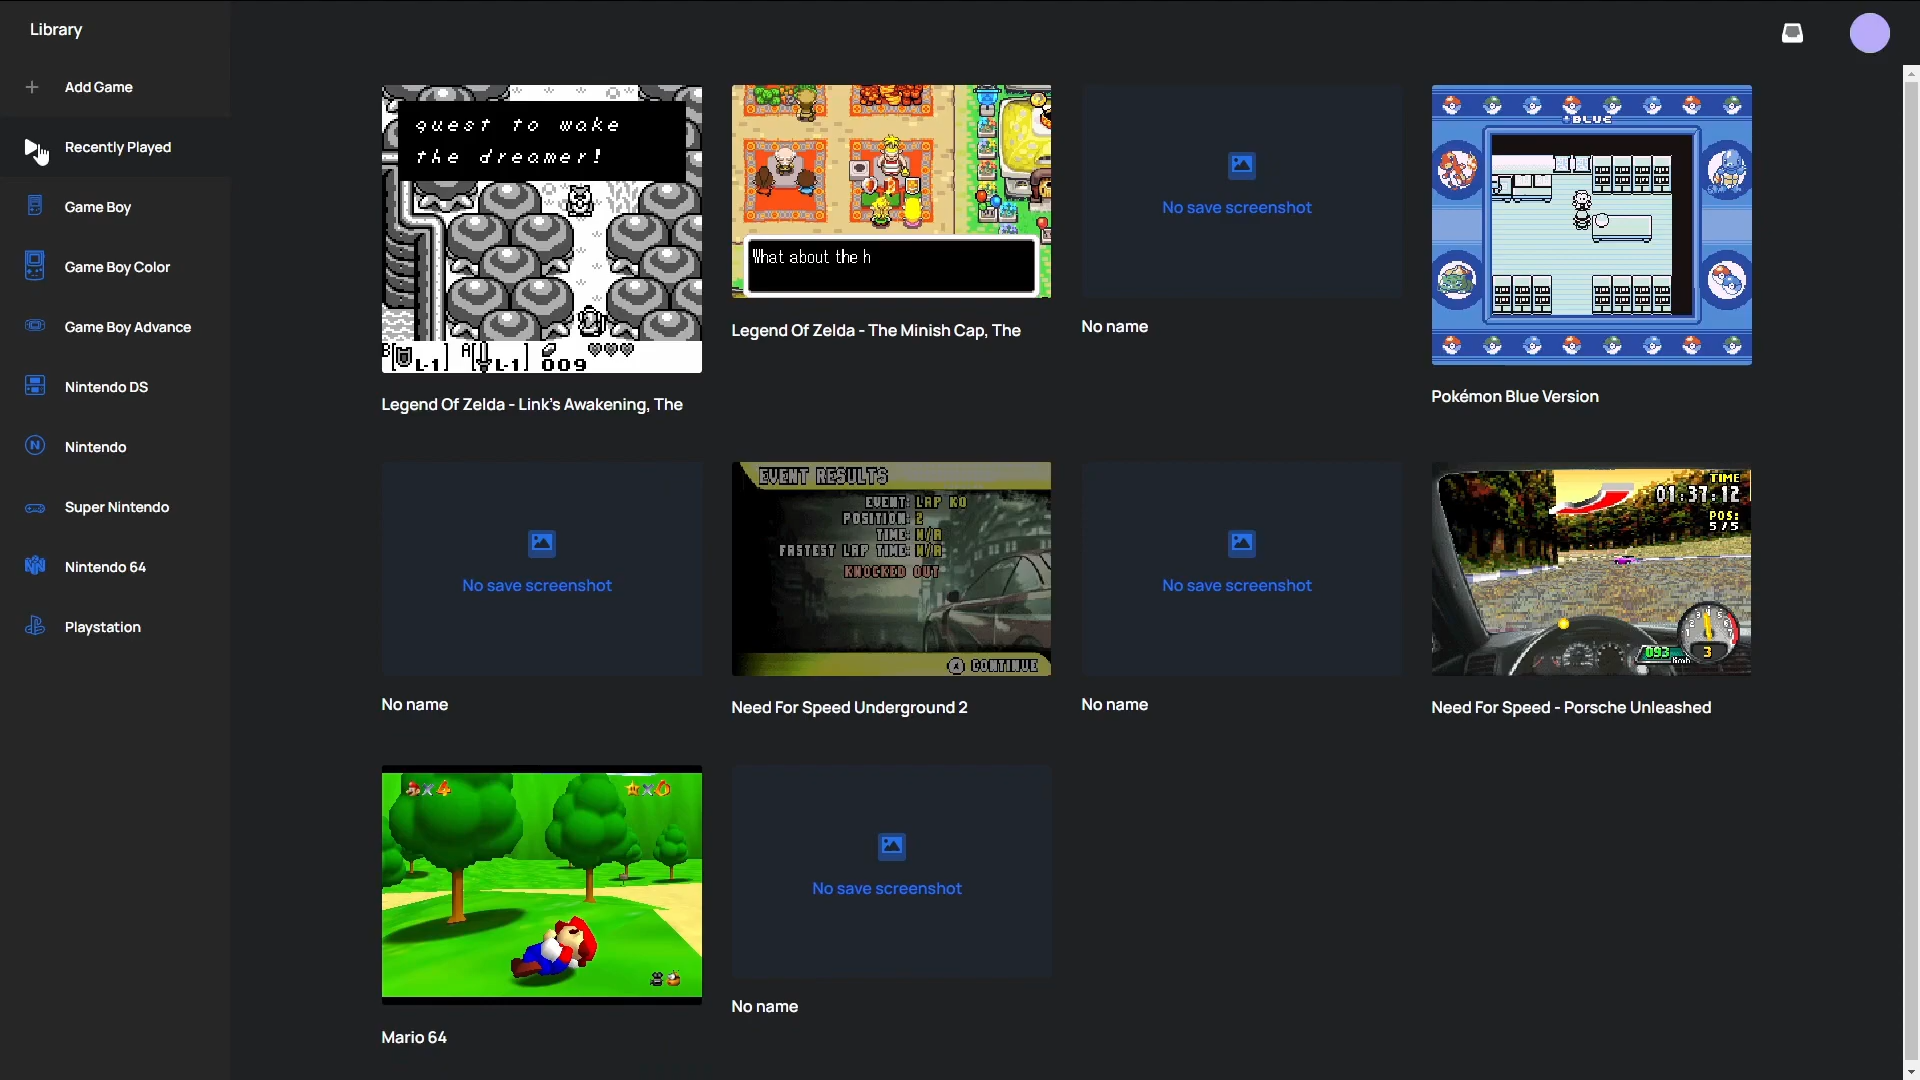 Library
Add Game
Recently Played
Game Boy
Game Boy Color
Game Boy Advance
Nintendo DS
Nintendo
Super Nintendo
Nintendo 64
Playstation
quest to wake
the dreamer!
B[ L-1] A[ L-1] 009
Legend Of Zelda - Link's Awakening, The
What about the h
Legend Of Zelda - The Minish Cap, The
No save screenshot
No name
BLUE
Pokémon Blue Version
No save screenshot
No name
EVENT RESULTS
EVENT: LAP KO
POSITION: 2
TIME: N/A
FASTEST LAP TIME: N/A
KNOCKED OUT
A CONTINUE
Need For Speed Underground 2
No save screenshot
No name
TIME
01:37:12
POS:
5/5
093 km/h
3
Need For Speed - Porsche Unleashed
x4
x0
Mario 64
No save screenshot
No name